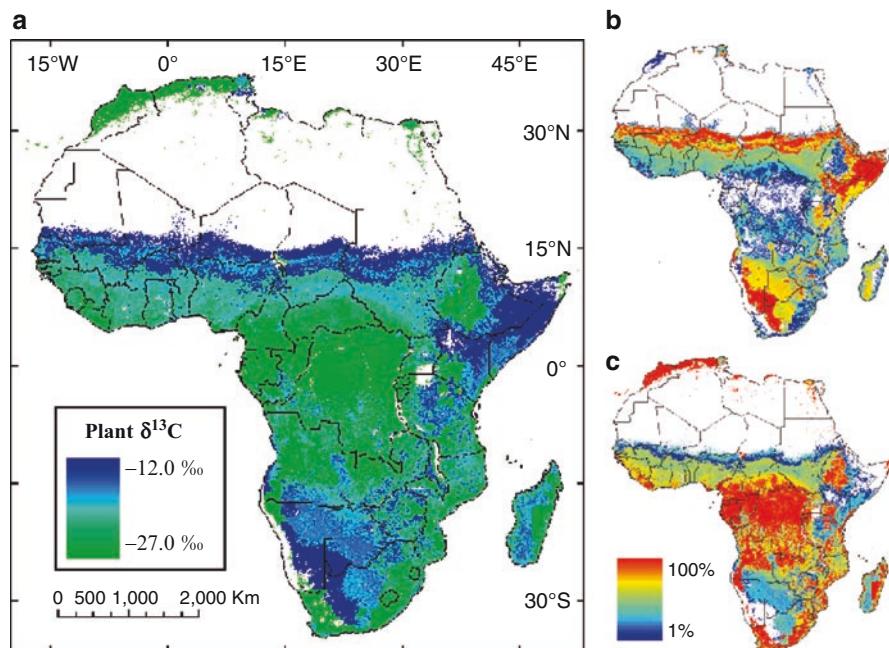 a
15°W 0° 15°E 30°E 45°E
30°N
15°N
0°
30°S
Plant δ¹³C
–12.0 ‰
–27.0 ‰
0 500 1,000 2,000 Km
b
c
100%
1%